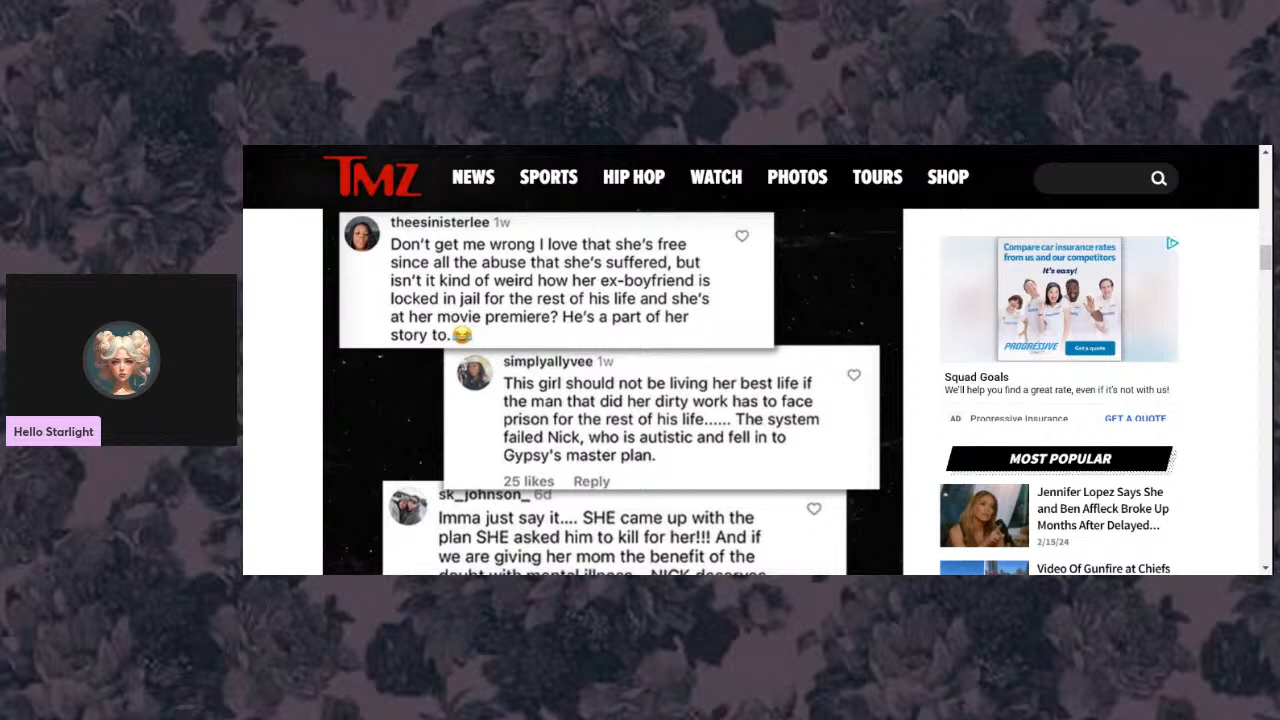 TMZ
NEWS SPORTS HIP HOP WATCH PHOTOS TOURS SHOP
theesinisterlee 1w
Don't get me wrong I love that she's free
since all the abuse that she's suffered, but
isn't it kind of weird how her ex-boyfriend is
locked in jail for the rest of his life and she's
at her movie premiere? He's a part of her
story to.😂
simplyallyvee 1w
This girl should not be living her best life if
the man that did her dirty work has to face
prison for the rest of his life...... The system
failed Nick, who is autistic and fell in to
Gypsy's master plan.
25 likes Reply
sk_johnson_ 6d
Imma just say it.... SHE came up with the
plan SHE asked him to kill for her!!! And if
we are giving her mom the benefit of the
doubt with mental illness... NICK deserves
Hello Starlight
Compare car insurance rates
from us and our competitors
It's easy!
PROGRESSIVE
Get a quote
Squad Goals
We'll help you find a great rate, even if it's not with us!
AD Progressive Insurance GET A QUOTE
MOST POPULAR
Jennifer Lopez Says She
and Ben Affleck Broke Up
Months After Delayed...
2/15/24
Video Of Gunfire at Chiefs